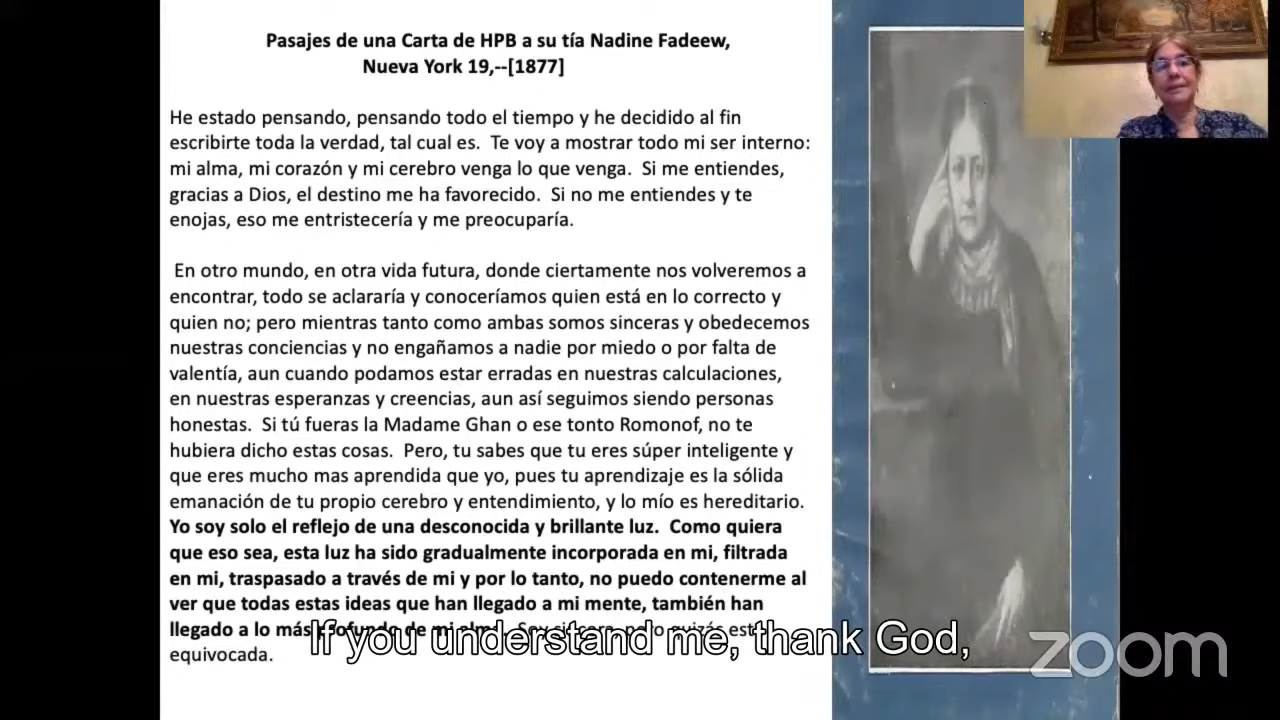 Pasajes de una Carta de HPB a su tía Nadine Fadeew,
Nueva York 19,--[1877]
He estado pensando, pensando todo el tiempo y he decidido al fin
escribirte toda la verdad, tal cual es. Te voy a mostrar todo mi ser interno:
mi alma, mi corazón y mi cerebro venga lo que venga. Si me entiendes,
gracias a Dios, el destino me ha favorecido. Si no me entiendes y te
enojas, eso me entristecería y me preocuparía.
En otro mundo, en otra vida futura, donde ciertamente nos volveremos a
encontrar, todo se aclararía y conoceríamos quien está en lo correcto y
quien no; pero mientras tanto como ambas somos sinceras y obedecemos
nuestras conciencias y no engañamos a nadie por miedo o por falta de
valentía, aun cuando podamos estar erradas en nuestras calculaciones,
en nuestras esperanzas y creencias, aun así seguimos siendo personas
honestas. Si tú fueras la Madame Ghan o ese tonto Romonof, no te
hubiera dicho estas cosas. Pero, tu sabes que tu eres súper inteligente y
que eres mucho mas aprendida que yo, pues tu aprendizaje es la sólida
emanación de tu propio cerebro y entendimiento, y lo mío es hereditario.
Yo soy solo el reflejo de una desconocida y brillante luz. Como quiera
que eso sea, esta luz ha sido gradualmente incorporada en mi, filtrada
en mi, traspasado a través de mi y por lo tanto, no puedo contenerme al
ver que todas estas ideas que han llegado a mi mente, también han
llegado a lo más
equivocada.
If you understand me, thank God,
zoom